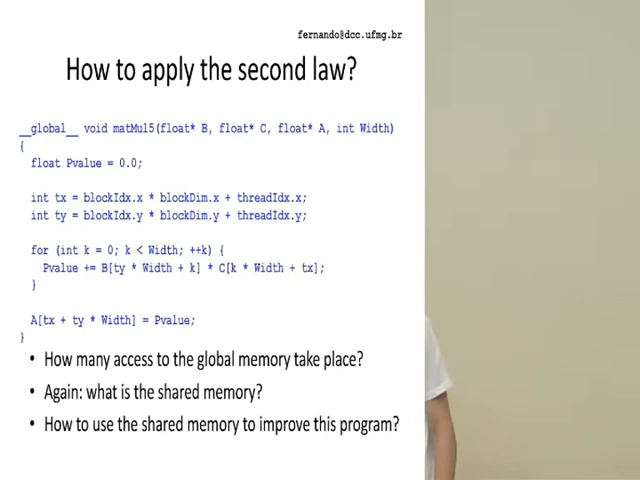 fernando@dcc.ufmg.br
How to apply the second law?
__global__ void matMul5(float* B, float* C, float* A, int Width)
{
float Pvalue = 0.0;
int tx = blockIdx.x * blockDim.x + threadIdx.x;
int ty = blockIdx.y * blockDim.y + threadIdx.y;
for (int k = 0; k < Width; ++k) {
Pvalue += B[ty * Width + k] * C[k * Width + tx];
}
A[tx + ty * Width] = Pvalue;
}
• How many access to the global memory take place?
• Again: what is the shared memory?
• How to use the shared memory to improve this program?